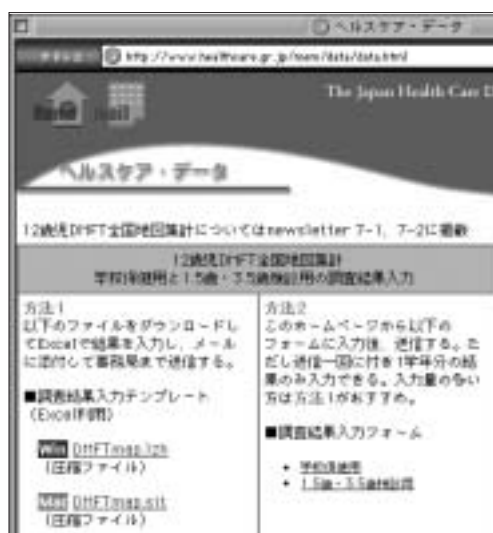 ヘルスケア・データ
http://www.healthcare.gr.jp/mem/data/data.html
The Japan Health Care D
home mail
ヘルスケア・データ
12歳児DMFT全国地図集計についてはnewsletter 7-1, 7-2に掲載
12歳児DMFT全国地図集計
学校保健用と1.5歳・3.5歳検診用の調査結果入力
方法1
以下のファイルをダウンロードし
てExcelで結果を入力し、メール
に添付して事務局まで送信する。
■調査結果入力テンプレート
（Excel利用）
Win DMFTmap.lzh
（圧縮ファイル）
Mac DMFTmap.sit
（圧縮ファイル）
方法2
このホームページから以下の
フォームに入力後、送信する。た
だし送信一回に付き1学年分の結
果のみ入力できる。入力量の多い
方は方法1がおすすめ。
■調査結果入力フォーム
• 学校保健用
• 1.5歳・3.5歳検診用